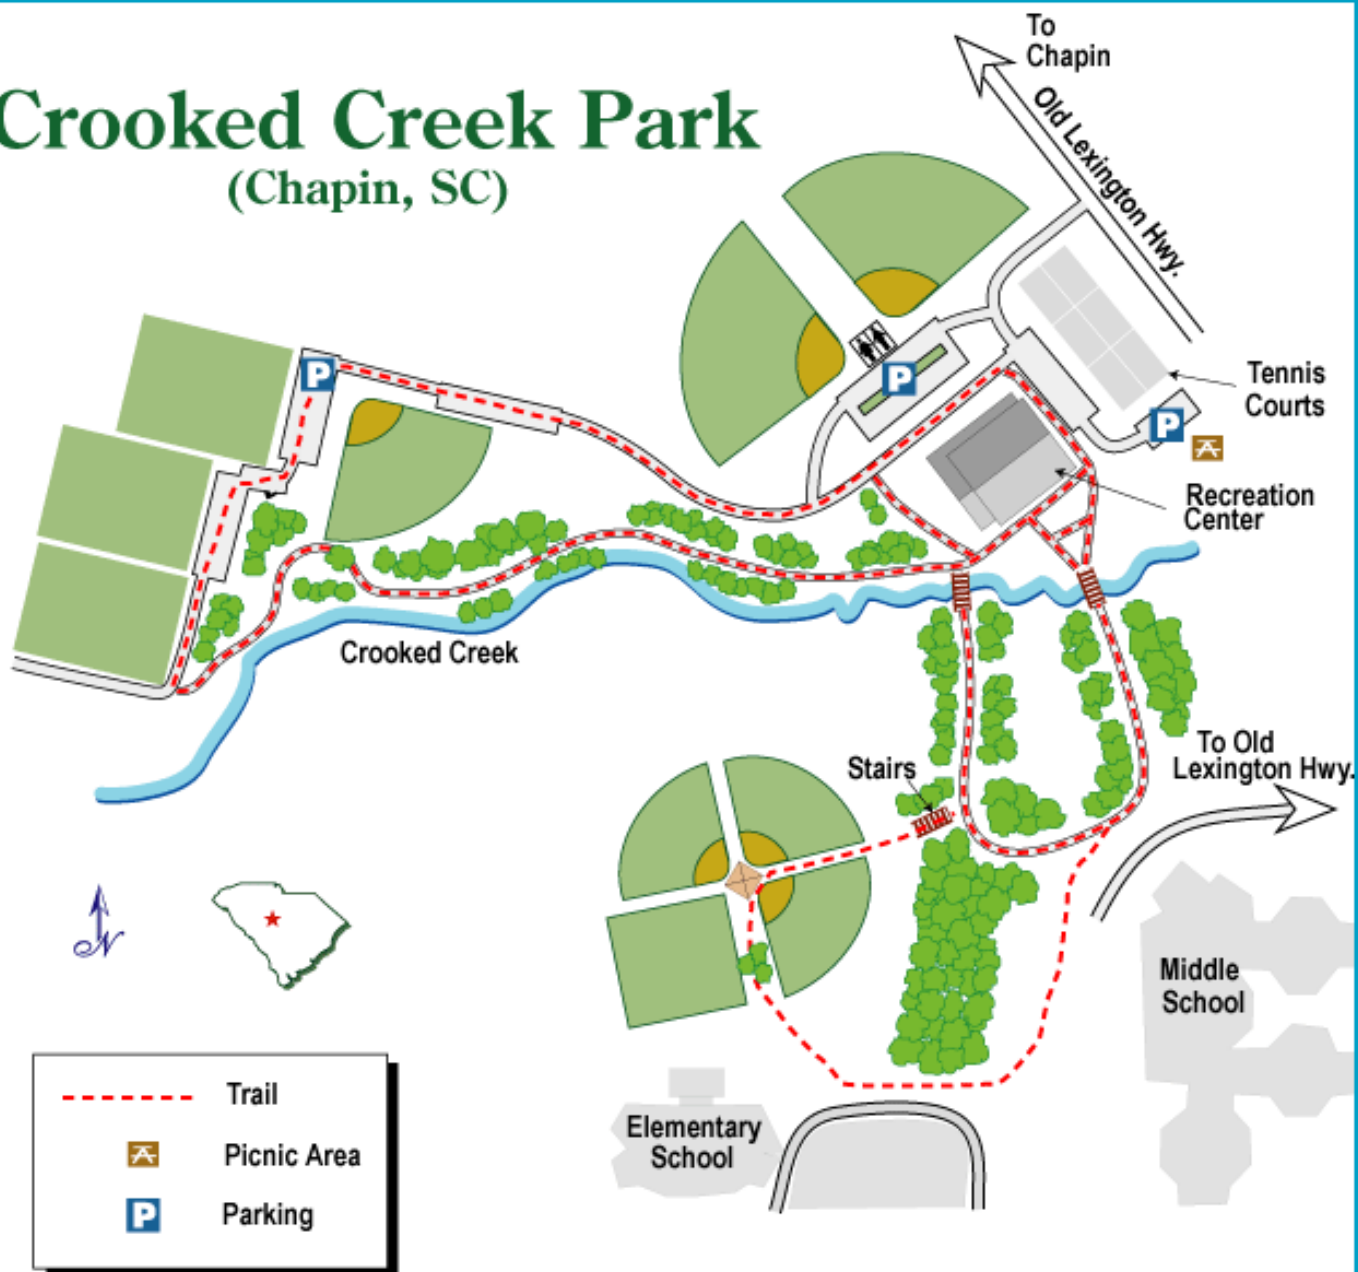 To
Chapin
Old Lexington Hwy.
Crooked Creek Park
(Chapin, SC)
P
P
Tennis
Courts
P
Recreation
Center
Crooked Creek
To Old
Lexington Hwy.
Stairs
N
Middle
School
Trail
Elementary
School
Picnic Area
P
Parking